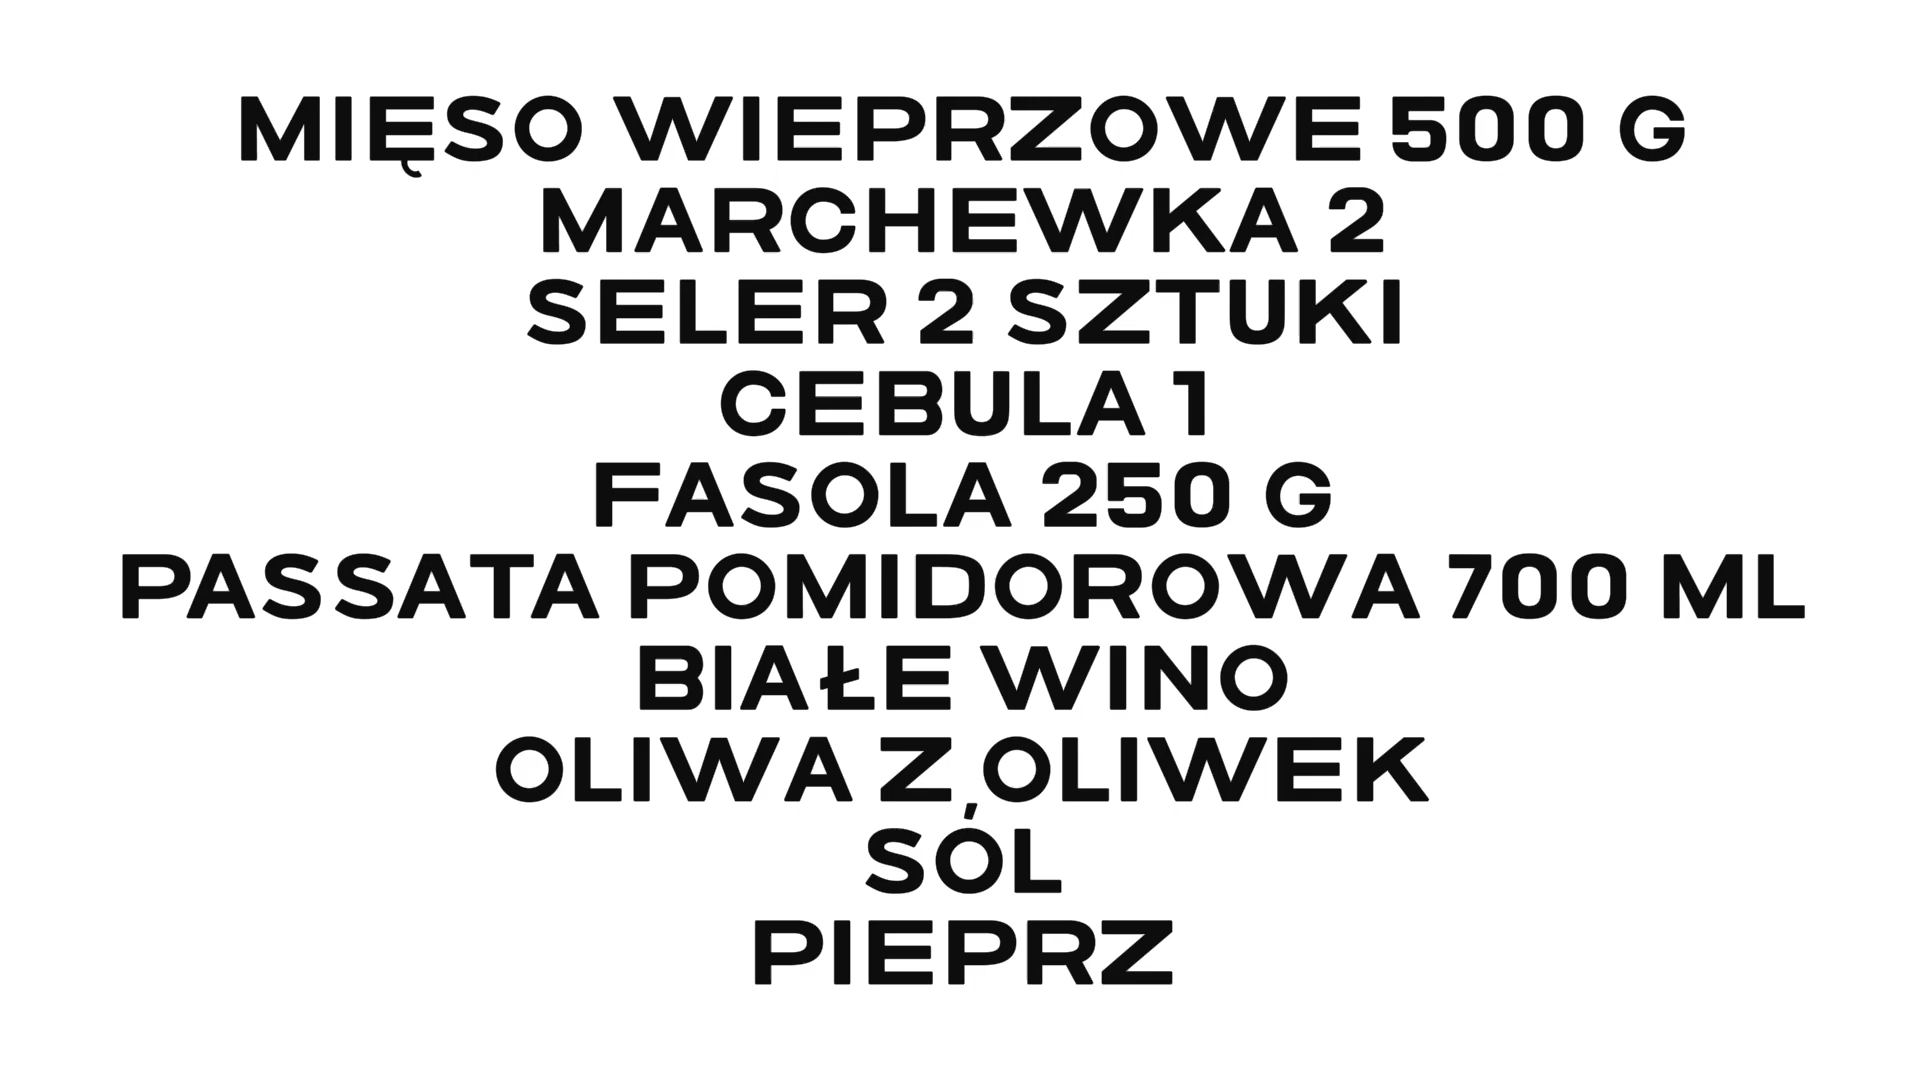 MIĘSO WIEPRZOWE 500 G
MARCHEWKA 2
SELER 2 SZTUKI
CEBULA 1
FASOLA 250 G
PASSATA POMIDOROWA 700 ML
BIAŁE WINO
OLIWA Z OLIWEK
SÓL
PIEPRZ